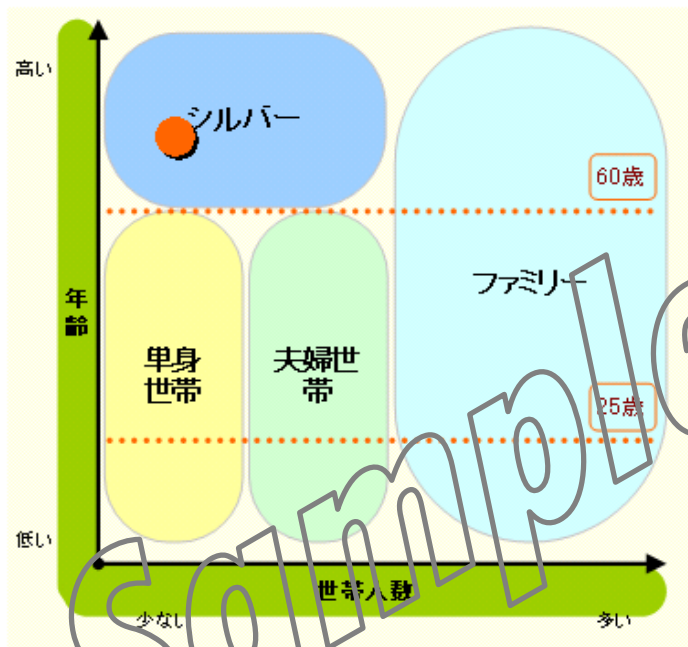 高い
シルバー
60歳
ファミリー
年
齢
単身
世帯
夫婦世
帯
25歳
低い
世帯人数
少ない
多い
Sample